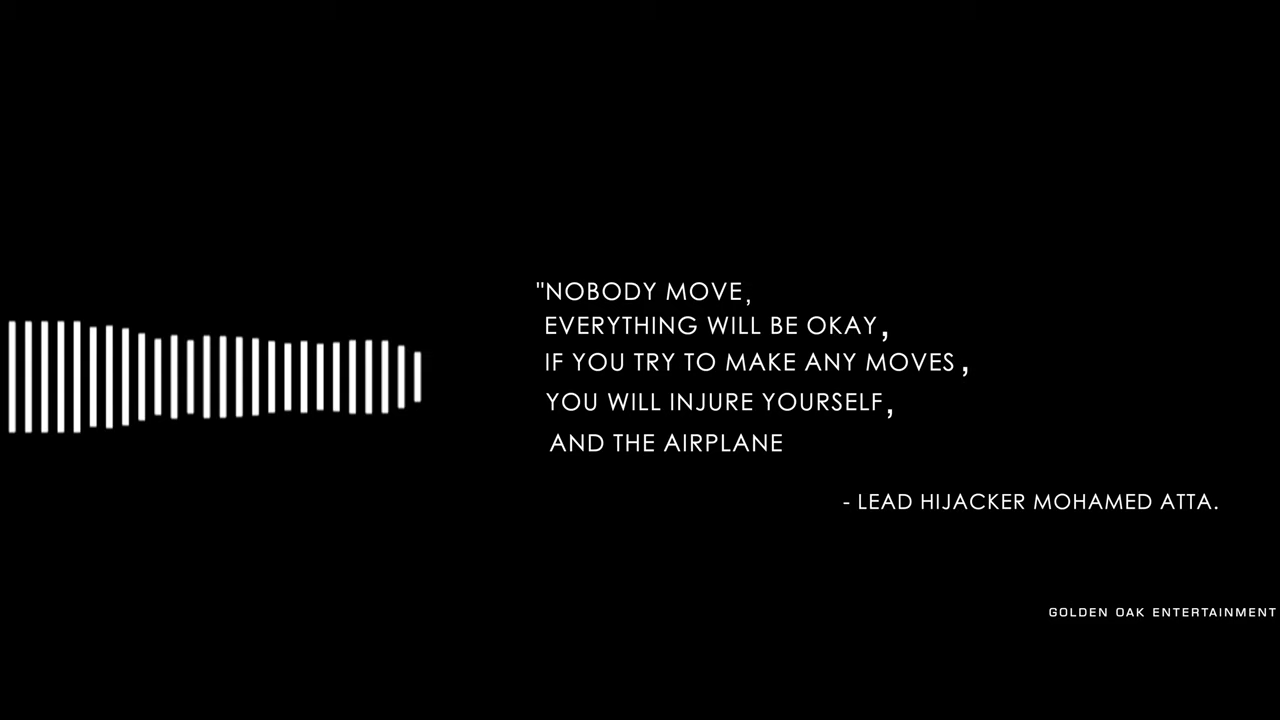 "NOBODY MOVE,
EVERYTHING WILL BE OKAY,
IF YOU TRY TO MAKE ANY MOVES,
YOU WILL INJURE YOURSELF,
AND THE AIRPLANE
- LEAD HIJACKER MOHAMED ATTA.
GOLDEN OAK ENTERTAINMENT